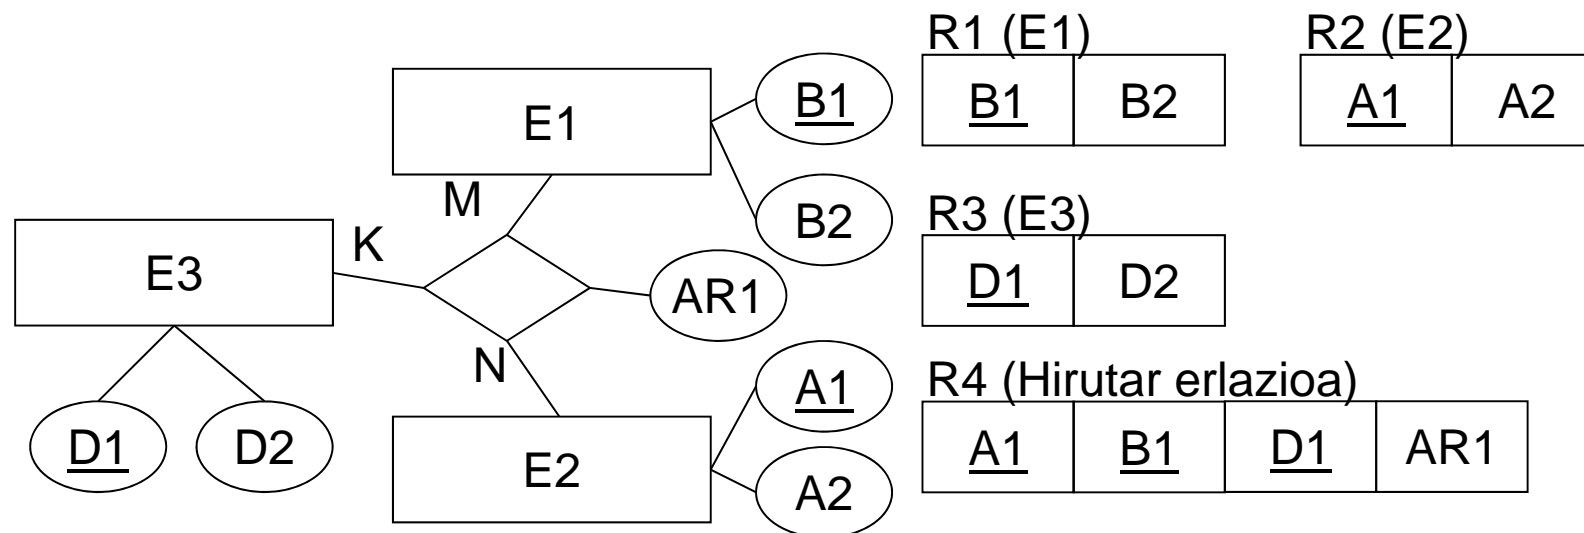 E1
B1
B2
M
K
E3
AR1
N
A1
E2
A2
D1
D2
R1 (E1)
B1 B2
R2 (E2)
A1 A2
R3 (E3)
D1 D2
R4 (Hirutar erlazioa)
A1 B1 D1 AR1